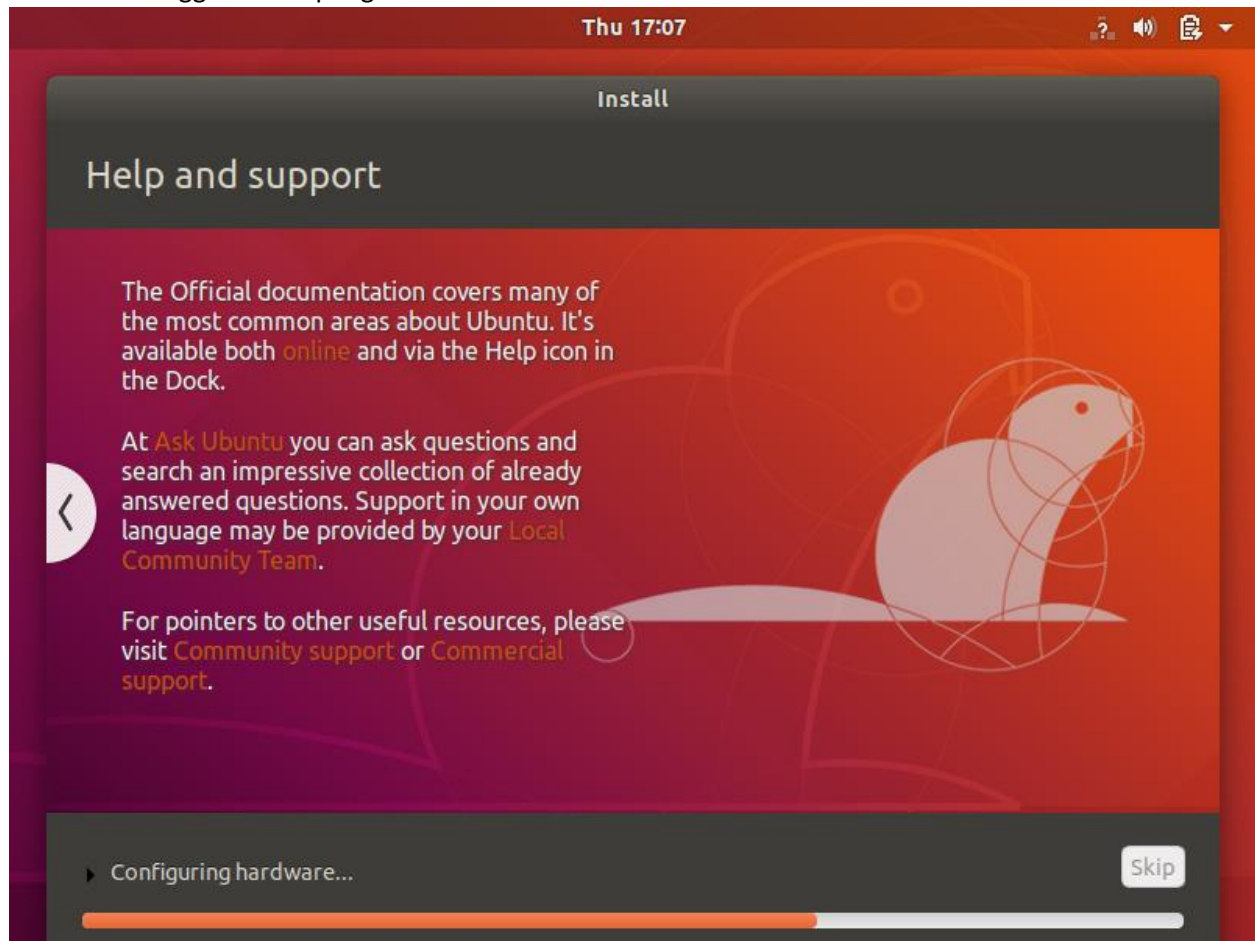 Thu 17:07
?
Install
Help and support
The Official documentation covers many of
the most common areas about Ubuntu. It's
available both online and via the Help icon in
the Dock.
At Ask Ubuntu you can ask questions and
search an impressive collection of already
answered questions. Support in your own
language may be provided by your Local
Community Team.
For pointers to other useful resources, please
visit Community support or Commercial
support.
Configuring hardware...
Skip